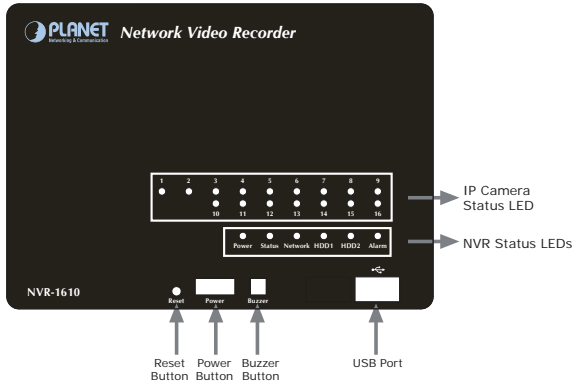 PLANET
Networking & Communication
Network Video Recorder
1 2 3 4 5 6 7 8 9
10 11 12 13 14 15 16
IP Camera
Status LED
Power Status Network HDD1 HDD2 Alarm
NVR Status LEDs
NVR-1610
Reset Power Buzzer
Reset Button
Power Button
Buzzer Button
USB Port